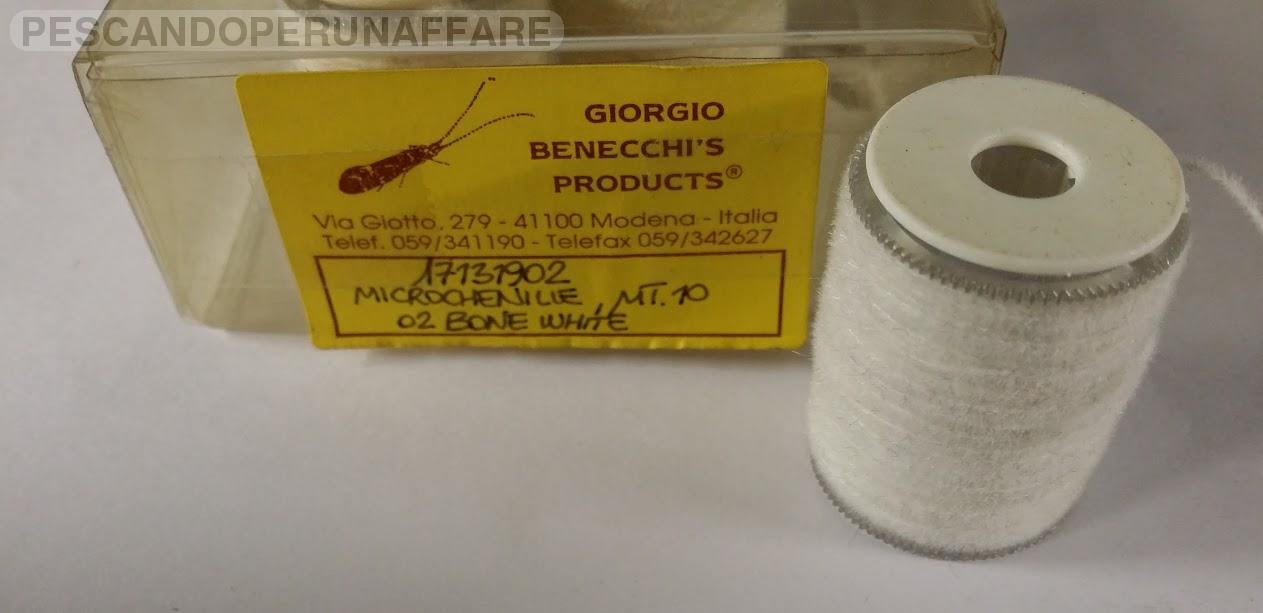 PESCANDOPERUNAFFARE
GIORGIO
BENECCHI'S
PRODUCTS®
Via Giotto, 279 - 41100 Modena - Italia
Telef. 059/341190 - Telefax 059/342627
17131902
MICROCHENILLE, MT. 10
02 BONE WHITE